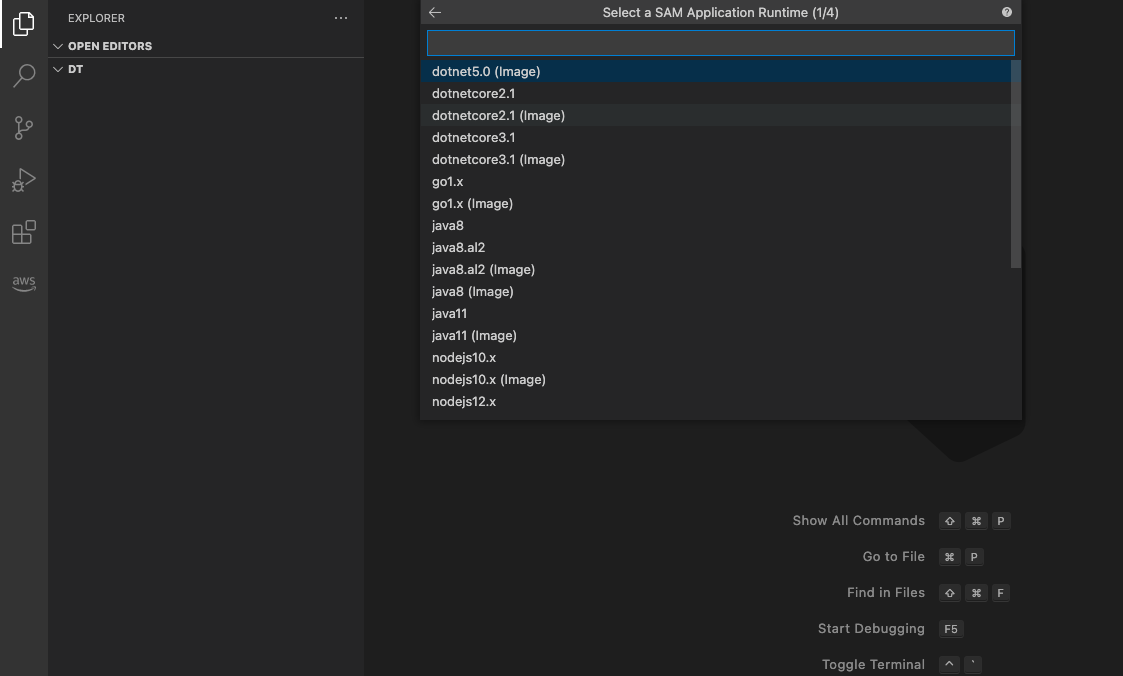 EXPLORER
OPEN EDITORS
DT
aws
Select a SAM Application Runtime (1/4)
dotnet5.0 (Image)
dotnetcore2.1
dotnetcore2.1 (Image)
dotnetcore3.1
dotnetcore3.1 (Image)
go1.x
go1.x (Image)
java8
java8.al2
java8.al2 (Image)
java8 (Image)
java11
java11 (Image)
nodejs10.x
nodejs10.x (Image)
nodejs12.x
Show All Commands ⇧ ⌘ P
Go to File ⌘ P
Find in Files ⇧ ⌘ F
Start Debugging F5
Toggle Terminal ^ `